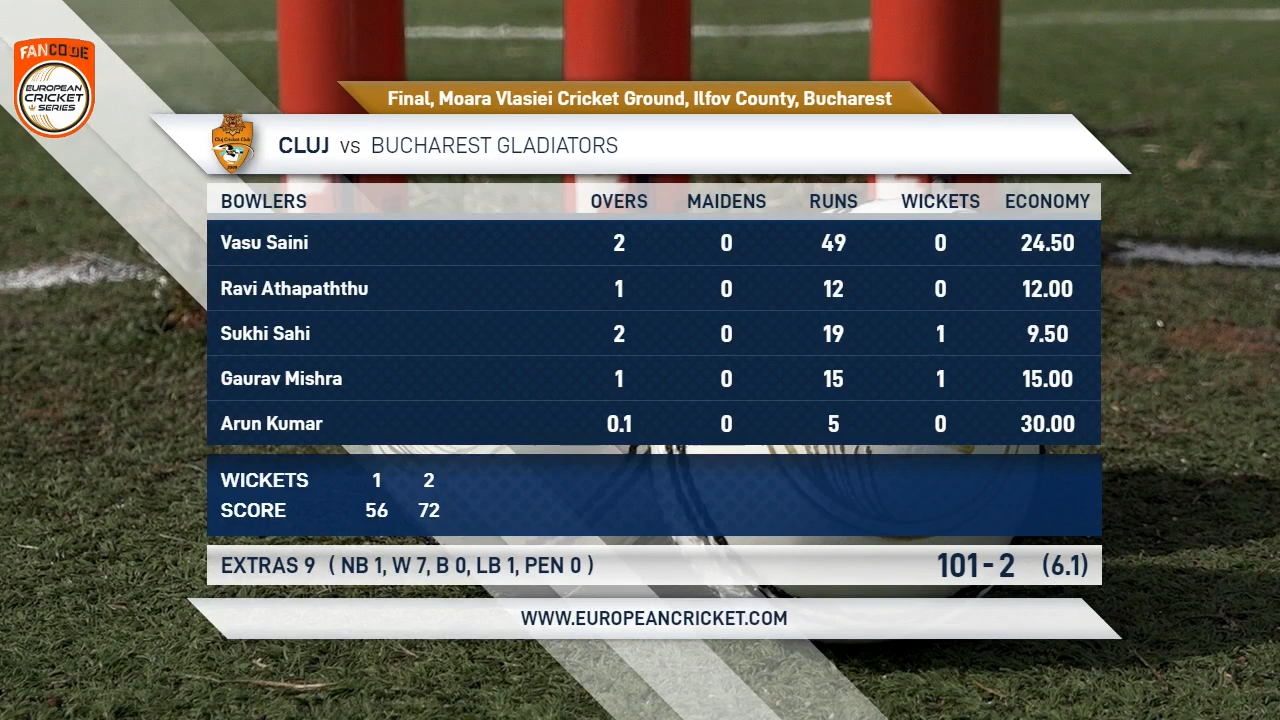 FANCODE
EUROPEAN
CRICKET
SERIES
Final, Moara Vlasiei Cricket Ground, Ilfov County, Bucharest
Cluj Cricket Club
CLUJ vs BUCHAREST GLADIATORS
BOWLERS OVERS MAIDENS RUNS WICKETS ECONOMY
Vasu Saini 2 0 49 0 24.50
Ravi Athapaththu 1 0 12 0 12.00
Sukhi Sahi 2 0 19 1 9.50
Gaurav Mishra 1 0 15 1 15.00
Arun Kumar 0.1 0 5 0 30.00
WICKETS 1 2
SCORE 56 72
EXTRAS 9 ( NB 1, W 7, B 0, LB 1, PEN 0 ) 101-2 (6.1)
WWW.EUROPEANCRICKET.COM